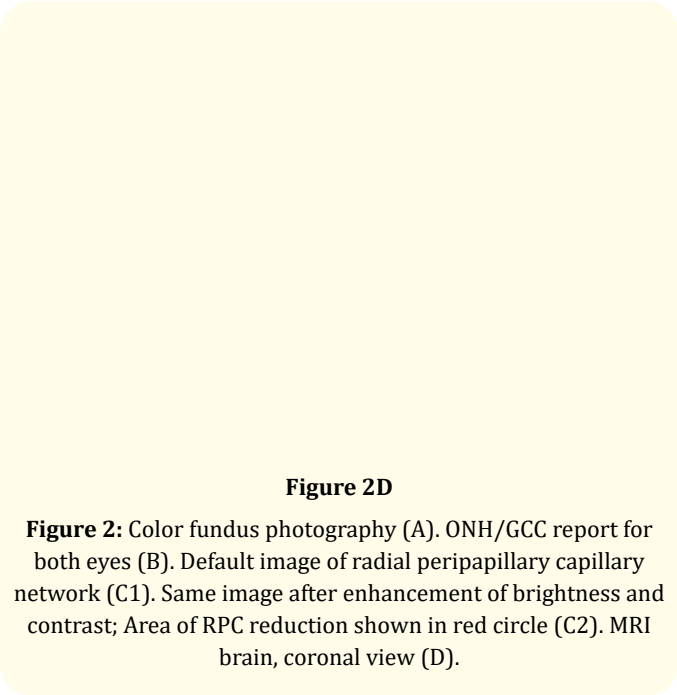 Figure 2D
Figure 2: Color fundus photography (A). ONH/GCC report for
both eyes (B). Default image of radial peripapillary capillary
network (C1). Same image after enhancement of brightness and
contrast; Area of RPC reduction shown in red circle (C2). MRI
brain, coronal view (D).